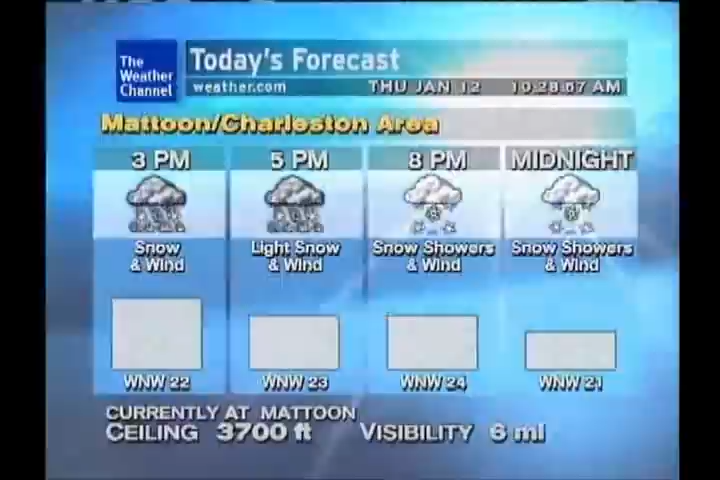 The
Weather
Channel
Today's Forecast
weather.com THU JAN 12 10:28:57 AM
Mattoon/Charleston Area
3 PM 5 PM 8 PM MIDNIGHT
Snow
& Wind
Light Snow
& Wind
Snow Showers
& Wind
Snow Showers
& Wind
WNW 22 WNW 23 WNW 24 WNW 21
CURRENTLY AT MATTOON
CEILING 3700 ft VISIBILITY 6 mi